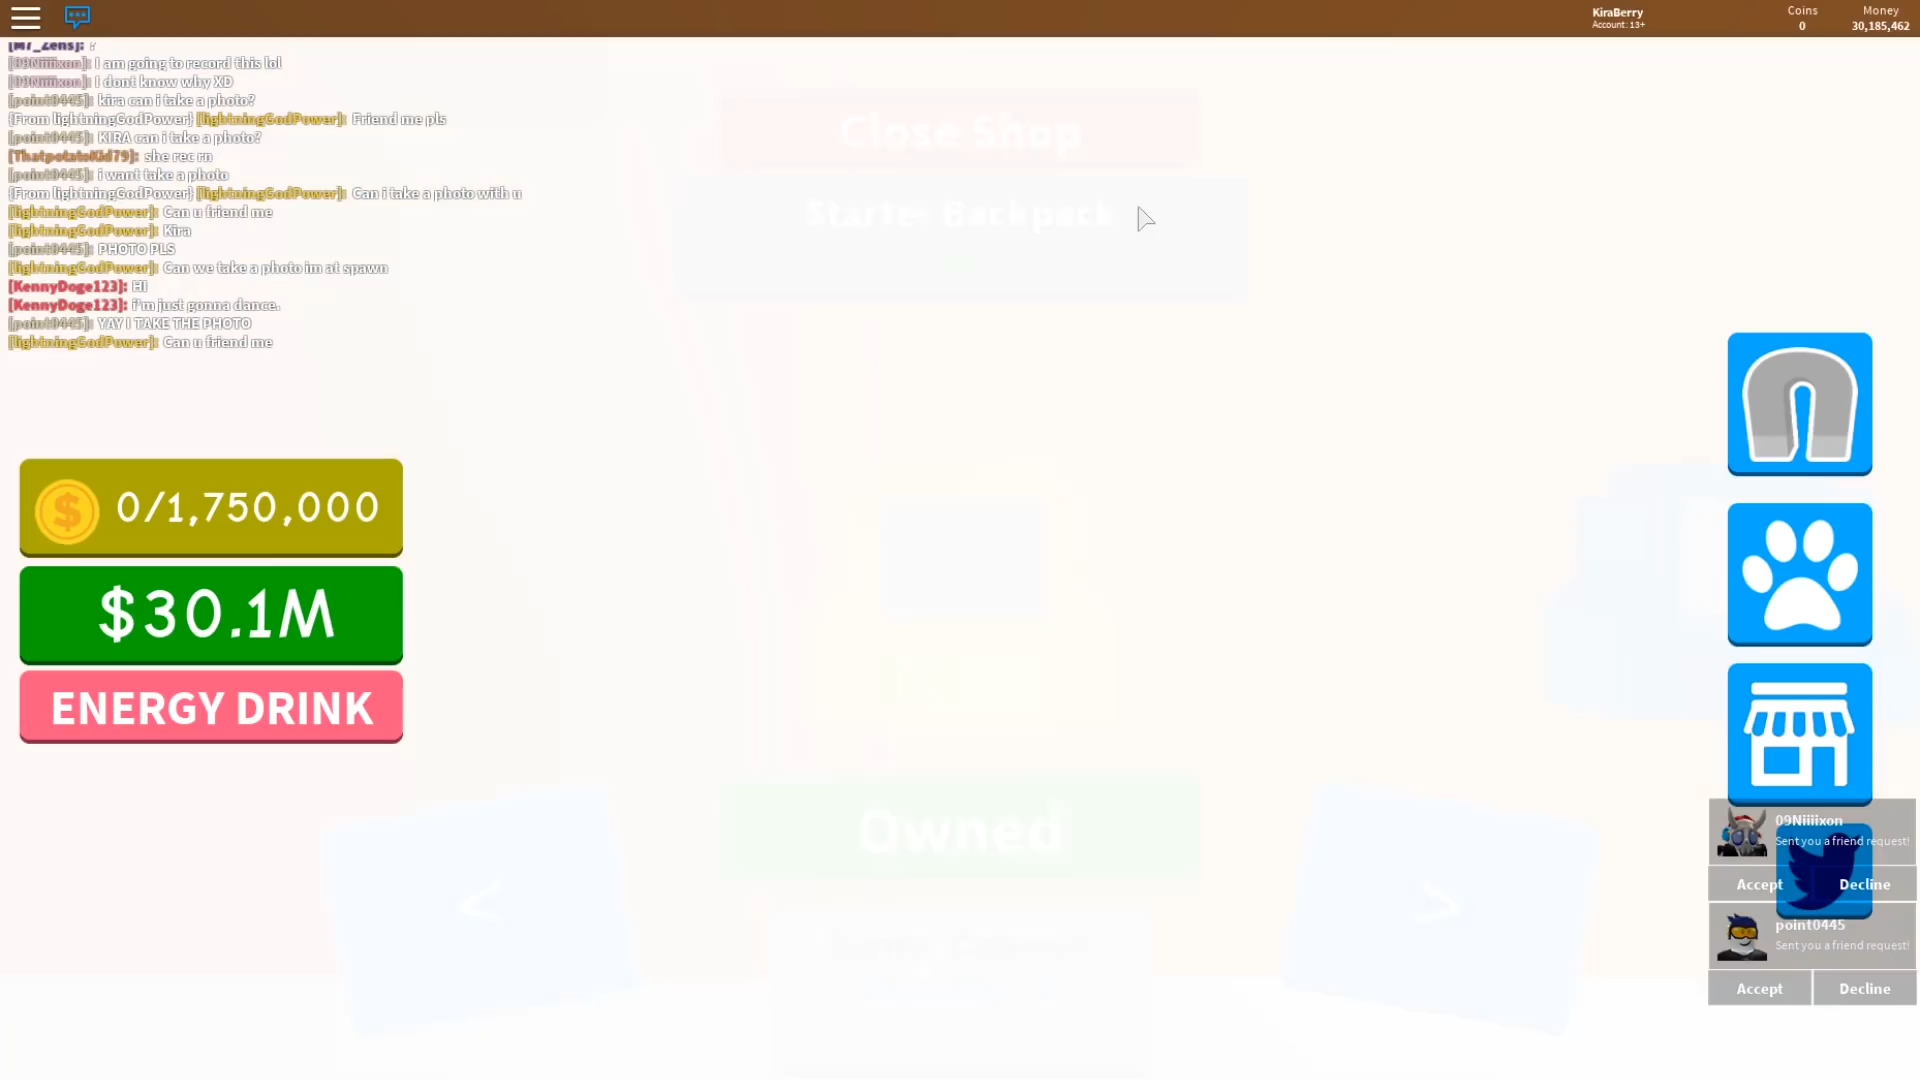 KiraBerry
Account: 13+
Coins
0
Money
30,185,462
[M7_Zens]: ?
[09Niiiixon]: I am going to record this lol
[09Niiiixon]: I dont know why XD
[point0445]: kira can i take a photo?
{From lightningGodPower} [lightningGodPower]: Friend me pls
[point0445]: KIRA can i take a photo?
[ThatpotatoKid79]: she rec rn
[point0445]: i want take a photo
{From lightningGodPower} [lightningGodPower]: Can i take a photo with u
[lightningGodPower]: Can u friend me
[lightningGodPower]: Kira
[point0445]: PHOTO PLS
[lightningGodPower]: Can we take a photo im at spawn
[KennyDoge123]: HI
[KennyDoge123]: i'm just gonna dance.
[point0445]: YAY I TAKE THE PHOTO
[lightningGodPower]: Can u friend me
Close Shop
Starter Backpack
0/1,750,000
$30.1M
ENERGY DRINK
Owned
<
>
09Niiiixon
Sent you a friend request!
Accept
Decline
point0445
Sent you a friend request!
Accept
Decline